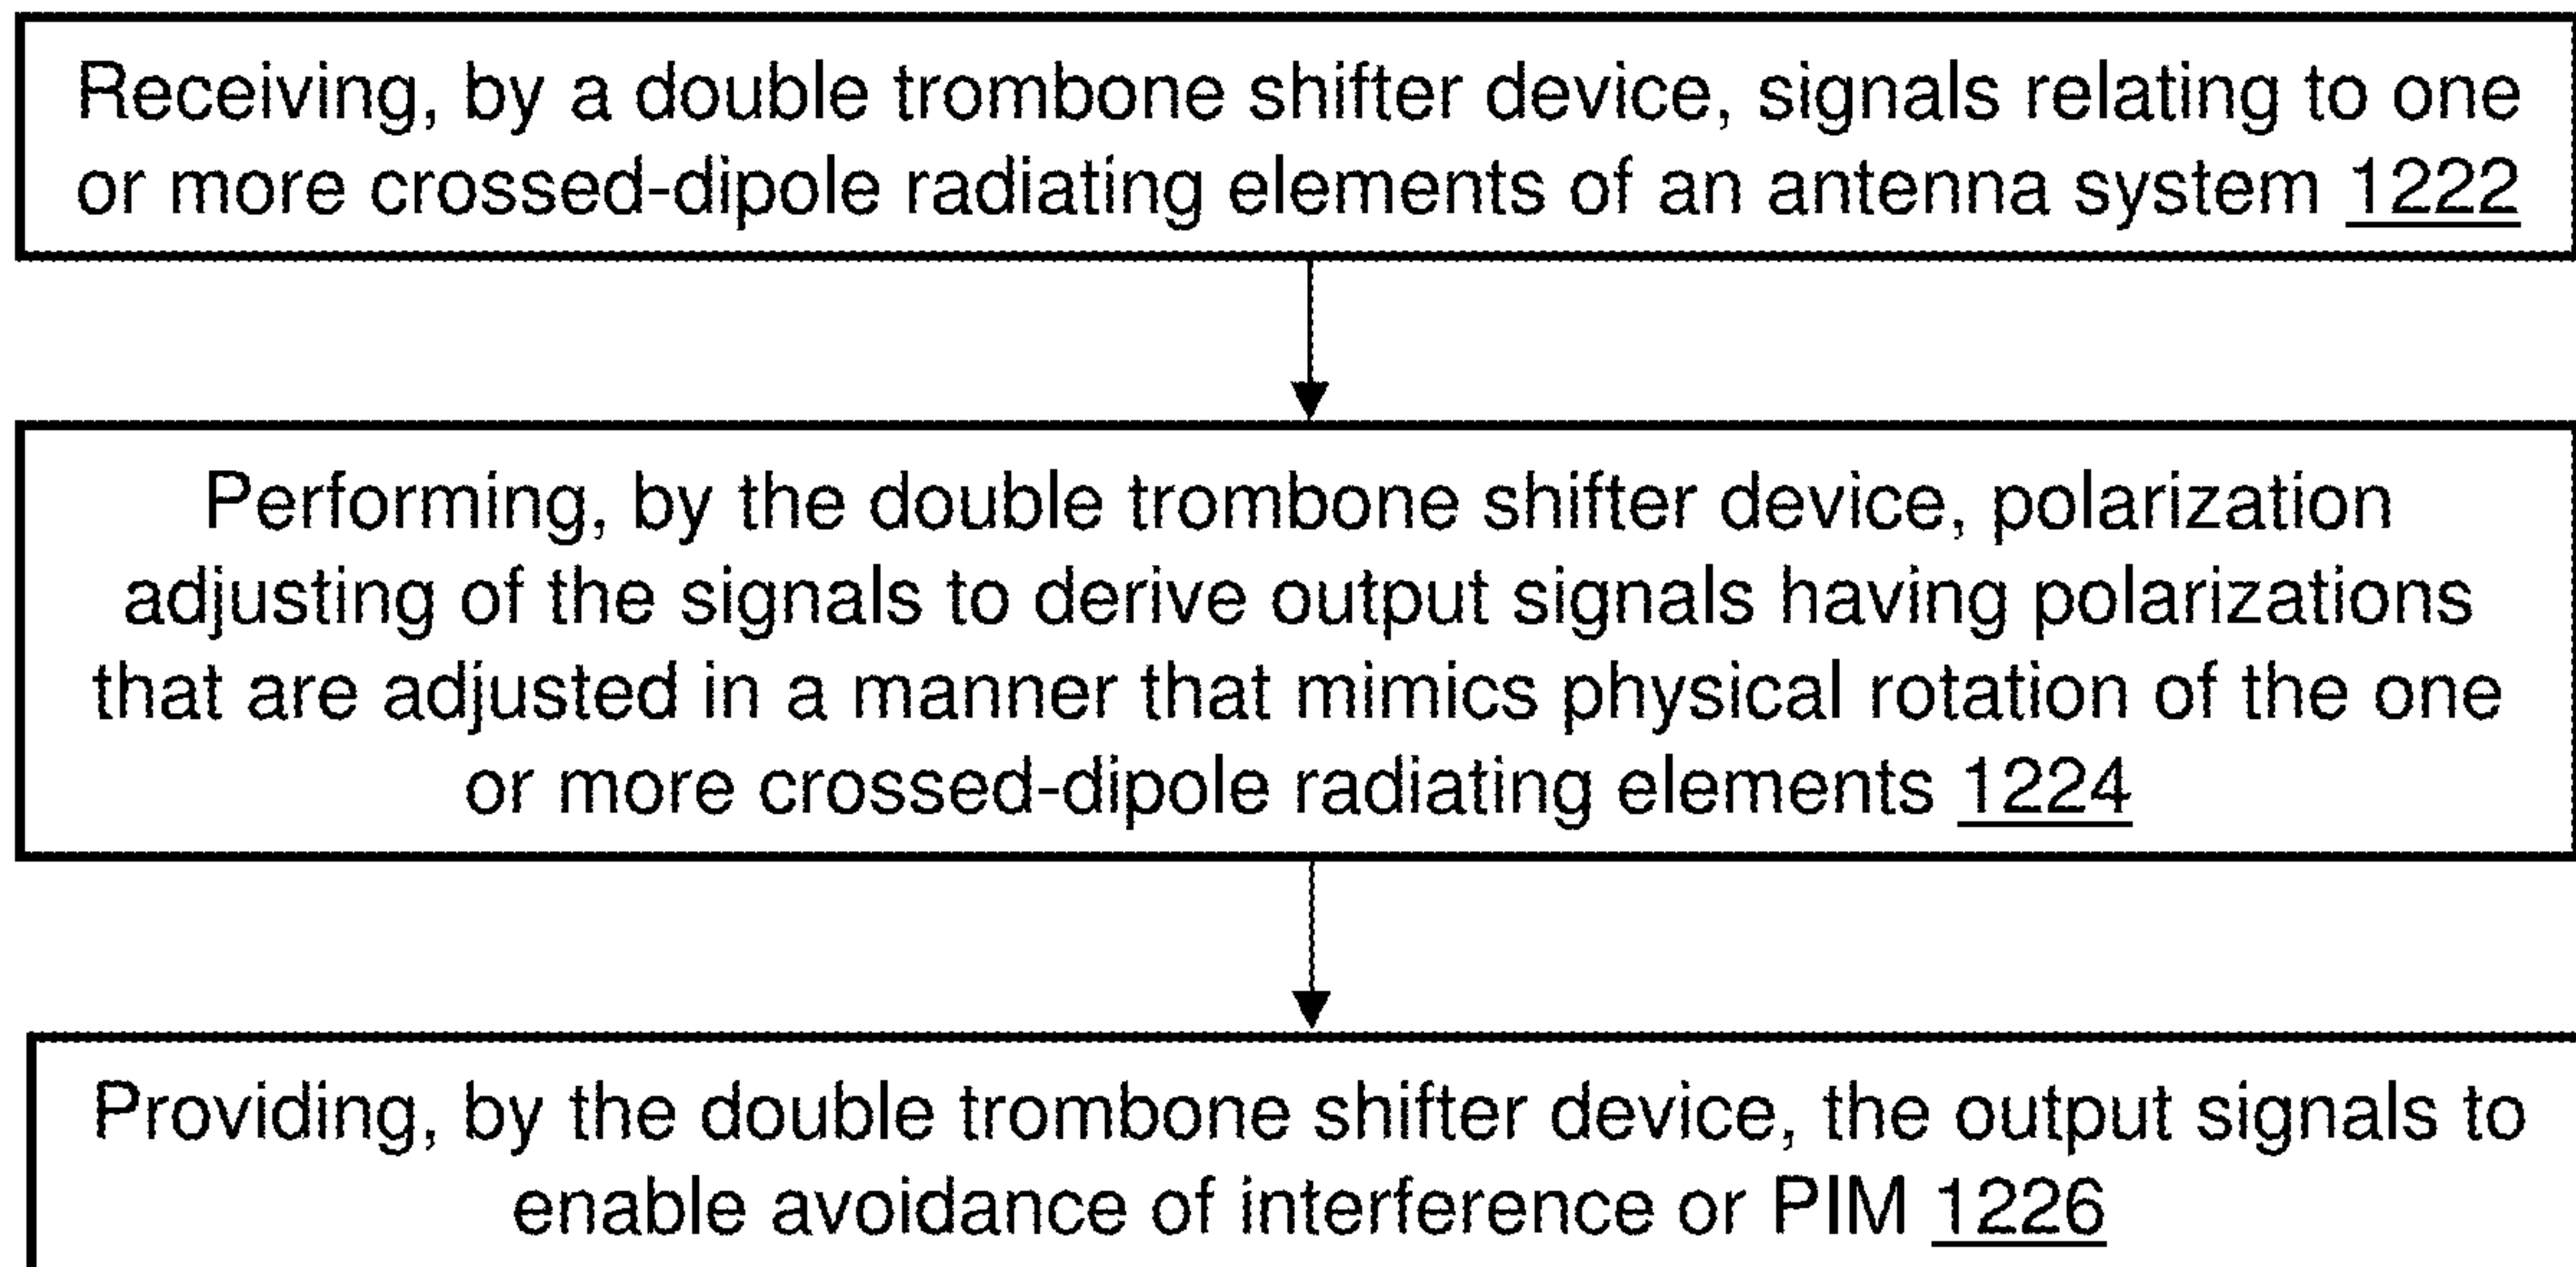 Receiving, by a double trombone shifter device, signals relating to one
or more crossed-dipole radiating elements of an antenna system 1222
Performing, by the double trombone shifter device, polarization
adjusting of the signals to derive output signals having polarizations
that are adjusted in a manner that mimics physical rotation of the one
or more crossed-dipole radiating elements 1224
Providing, by the double trombone shifter device, the output signals to
enable avoidance of interference or PIM 1226